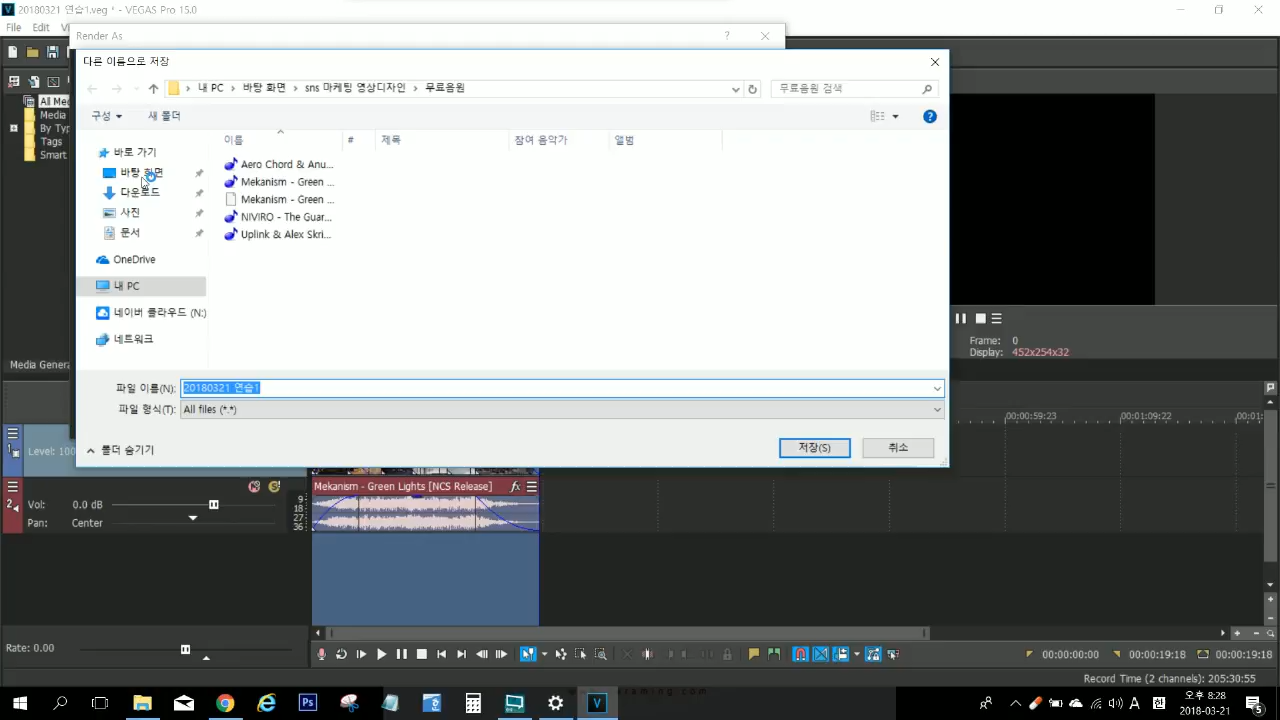 20180321 연습1.veg * - VEGAS Pro 15.0
File Edit
Render As
다른 이름으로 저장
내 PC > 바탕 화면 > sns 마케팅 영상디자인 > 무료음원
무료음원 검색
구성 새 폴더
이름 # 제목 참여 음악가 앨범
바로 가기
바탕 화면
다운로드
사진
문서
OneDrive
내 PC
네이버 클라우드 (N:)
네트워크
Aero Chord & Anu...
Mekanism - Green ...
Mekanism - Green ...
NIVIRO - The Guar...
Uplink & Alex Skri...
All Med
Media
By Typ
Tags
Smart
파일 이름(N): 20180321 연습1
파일 형식(T): All files (*.*)
폴더 숨기기
저장(S) 취소
Media Genera
Frame: 0
Display: 452x254x32
00:00:59:23 00:01:09:22 00:01:
1
Level: 100
Mekanism - Green Lights [NCS Release] fx
2
Vol: 0.0 dB
Pan: Center
9
18
27
36
Rate: 0.00
00:00:00:00 00:00:19:18 00:00:19:18
Record Time (2 channels): 205:30:55
오후 8:28
2018-03-21